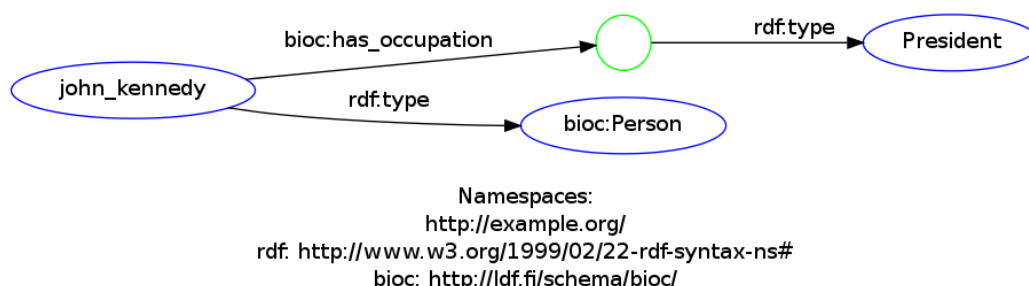 bioc:has_occupation
rdf:type
President
john_kennedy
rdf:type
bioc:Person
Namespaces:
http://example.org/
rdf: http://www.w3.org/1999/02/22-rdf-syntax-ns#
bioc: http://ldf.fi/schema/bioc/